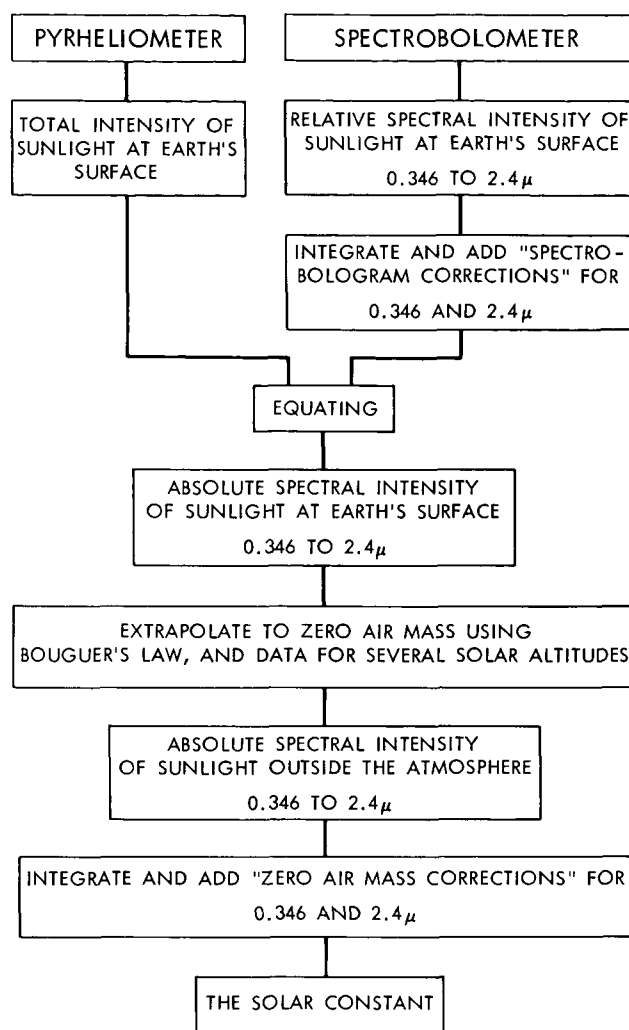 PYRHELIOMETER
SPECTROBOLOMETER
TOTAL INTENSITY OF
SUNLIGHT AT EARTH'S
SURFACE
RELATIVE SPECTRAL INTENSITY OF
SUNLIGHT AT EARTH'S SURFACE
0.346 TO 2.4μ
INTEGRATE AND ADD "SPECTRO-
BOLOGRAM CORRECTIONS" FOR
0.346 AND 2.4μ
EQUATING
ABSOLUTE SPECTRAL INTENSITY
OF SUNLIGHT AT EARTH'S SURFACE
0.346 TO 2.4μ
EXTRAPOLATE TO ZERO AIR MASS USING
BOUGUER'S LAW, AND DATA FOR SEVERAL SOLAR ALTITUDES
ABSOLUTE SPECTRAL INTENSITY
OF SUNLIGHT OUTSIDE THE ATMOSPHERE
0.346 TO 2.4μ
INTEGRATE AND ADD "ZERO AIR MASS CORRECTIONS" FOR
0.346 AND 2.4μ
THE SOLAR CONSTANT